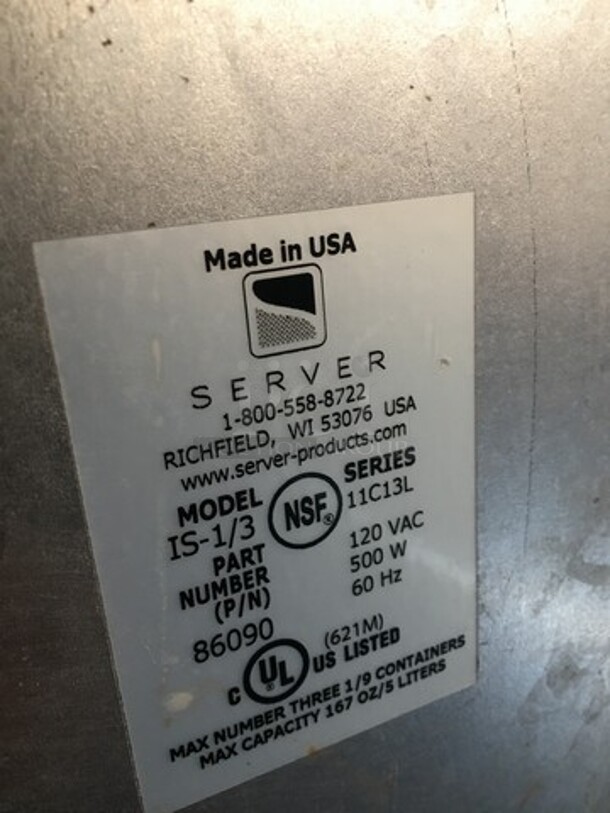 Made in USA
SERVER
1-800-558-8722
RICHFIELD, WI 53076 USA
www.server-products.com
MODEL
IS-1/3
NSF®
SERIES
11C13L
PART
NUMBER
(P/N)
86090
120 VAC
500 W
60 Hz
(621M)
C UL® US LISTED
MAX NUMBER THREE 1/9 CONTAINERS
MAX CAPACITY 167 OZ/5 LITERS